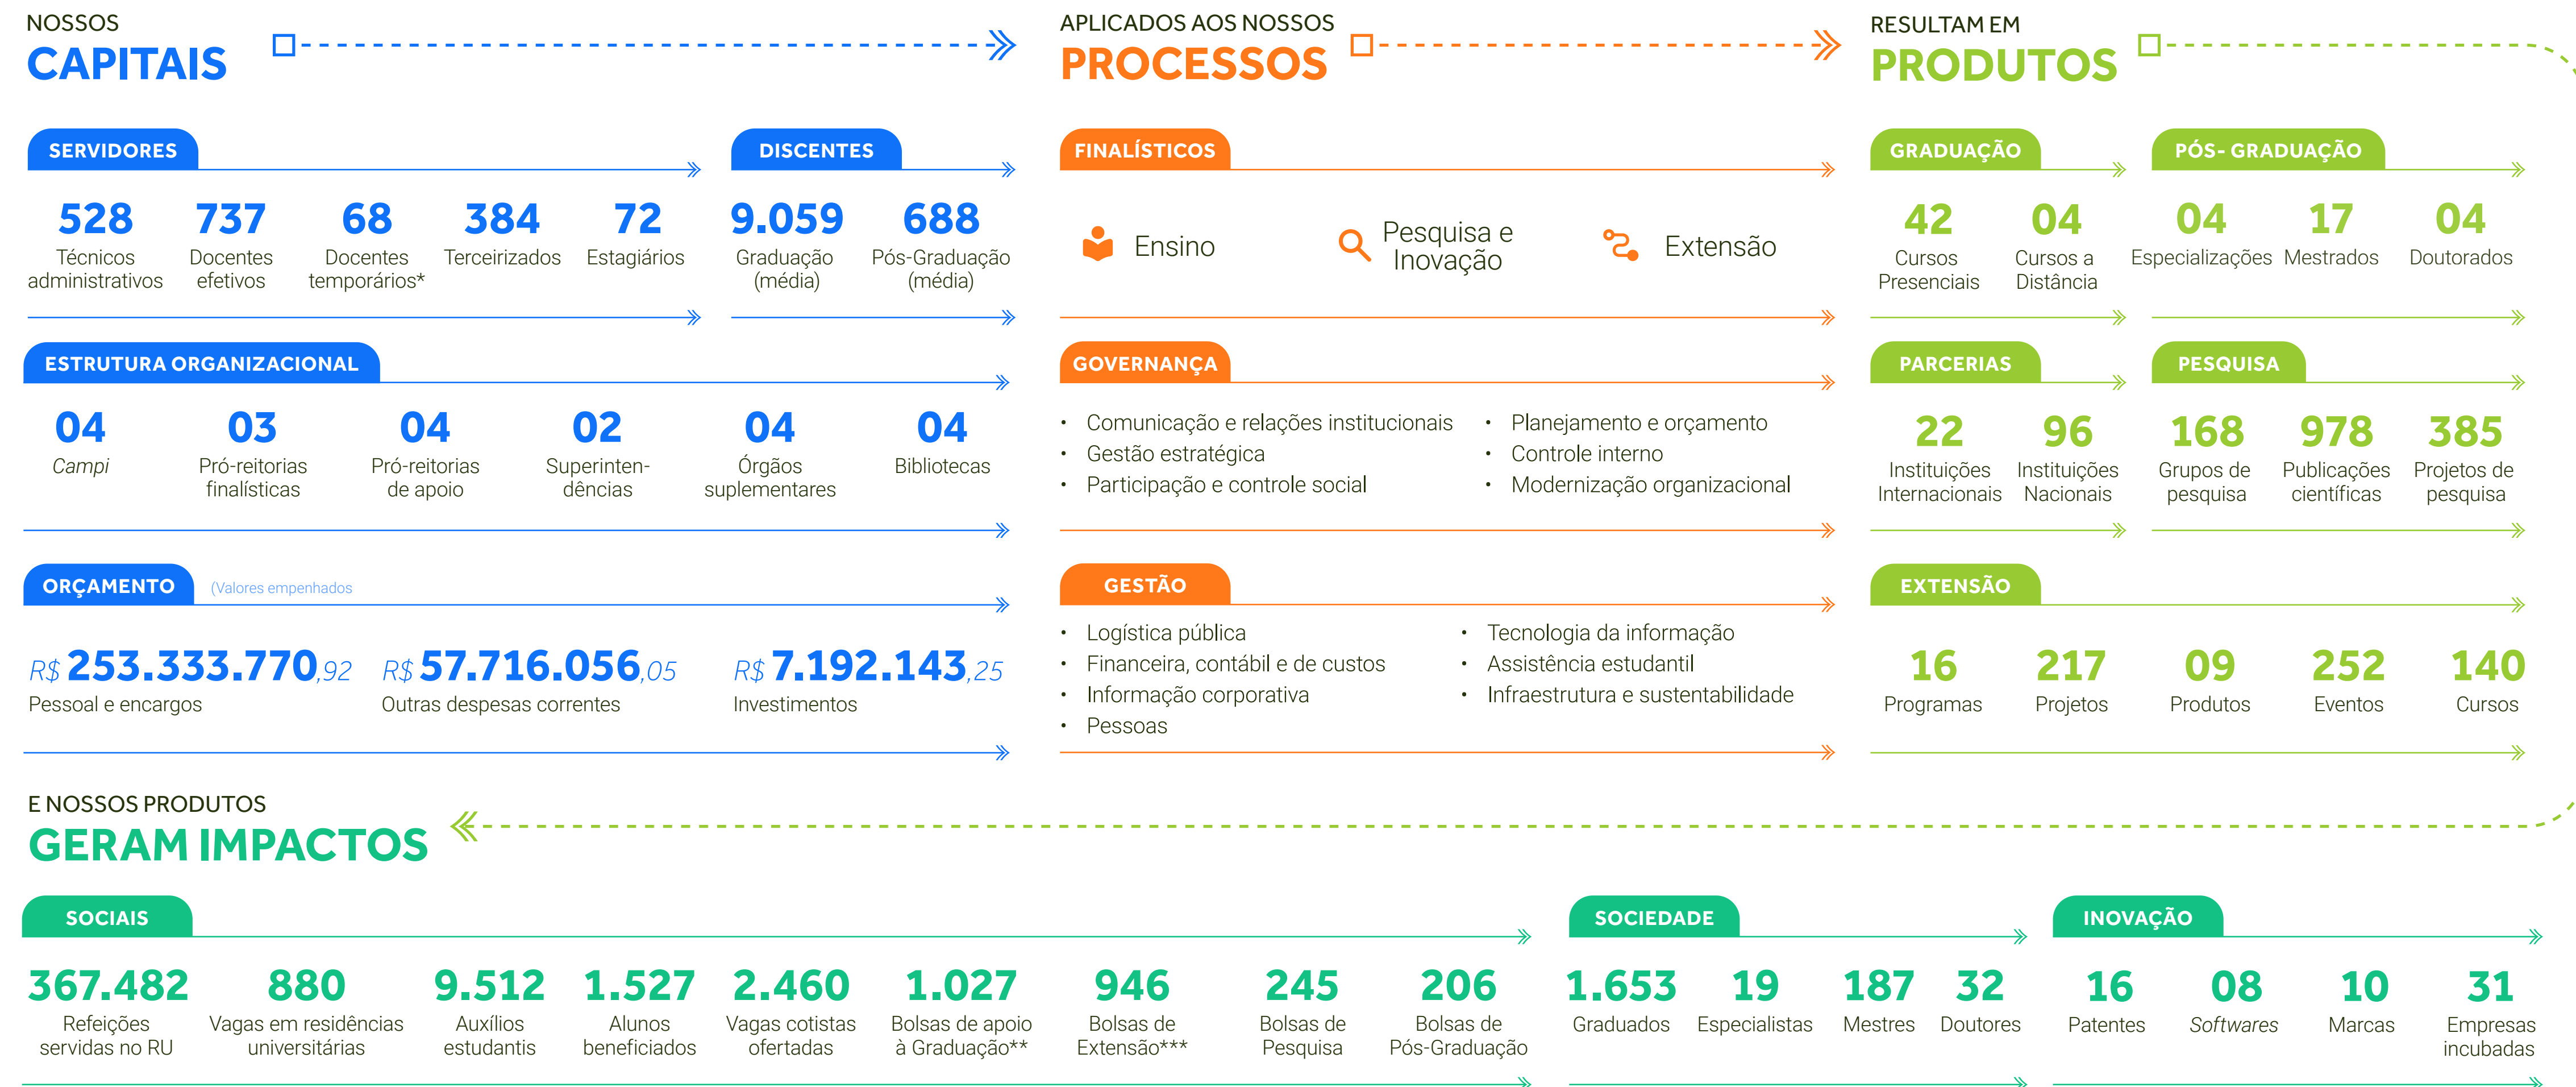 NOSSOS
CAPITAIS
SERVIDORES
528
Técnicos
administrativos
737
Docentes
efetivos
68
Docentes
temporários*
384
Terceirizados
72
Estagiários
DISCENTES
9.059
Graduação
(média)
688
Pós-Graduação
(média)
ESTRUTURA ORGANIZACIONAL
04
Campi
03
Pró-reitorias
finalísticas
04
Pró-reitorias
de apoio
02
Superinten-
dências
04
Órgãos
suplementares
04
Bibliotecas
ORÇAMENTO (Valores empenhados
R$ 253.333.770,92
Pessoal e encargos
R$ 57.716.056,05
Outras despesas correntes
R$ 7.192.143,25
Investimentos
APLICADOS AOS NOSSOS
PROCESSOS
FINALÍSTICOS
Ensino
Pesquisa e
Inovação
Extensão
GOVERNANÇA
• Comunicação e relações institucionais
• Gestão estratégica
• Participação e controle social
• Planejamento e orçamento
• Controle interno
• Modernização organizacional
GESTÃO
• Logística pública
• Financeira, contábil e de custos
• Informação corporativa
• Pessoas
• Tecnologia da informação
• Assistência estudantil
• Infraestrutura e sustentabilidade
RESULTAM EM
PRODUTOS
GRADUAÇÃO
42
Cursos
Presenciais
04
Cursos a
Distância
PÓS- GRADUAÇÃO
04
Especializações
17
Mestrados
04
Doutorados
PARCERIAS
22
Instituições
Internacionais
96
Instituições
Nacionais
PESQUISA
168
Grupos de
pesquisa
978
Publicações
científicas
385
Projetos de
pesquisa
EXTENSÃO
16
Programas
217
Projetos
09
Produtos
252
Eventos
140
Cursos
E NOSSOS PRODUTOS
GERAM IMPACTOS
SOCIAIS
367.482
Refeições
servidas no RU
880
Vagas em residências
universitárias
9.512
Auxílios
estudantis
1.527
Alunos
beneficiados
2.460
Vagas cotistas
ofertadas
1.027
Bolsas de apoio
à Graduação**
946
Bolsas de
Extensão***
245
Bolsas de
Pesquisa
206
Bolsas de
Pós-Graduação
SOCIEDADE
1.653
Graduados
19
Especialistas
187
Mestres
32
Doutores
INOVAÇÃO
16
Patentes
08
Softwares
10
Marcas
31
Empresas
incubadas